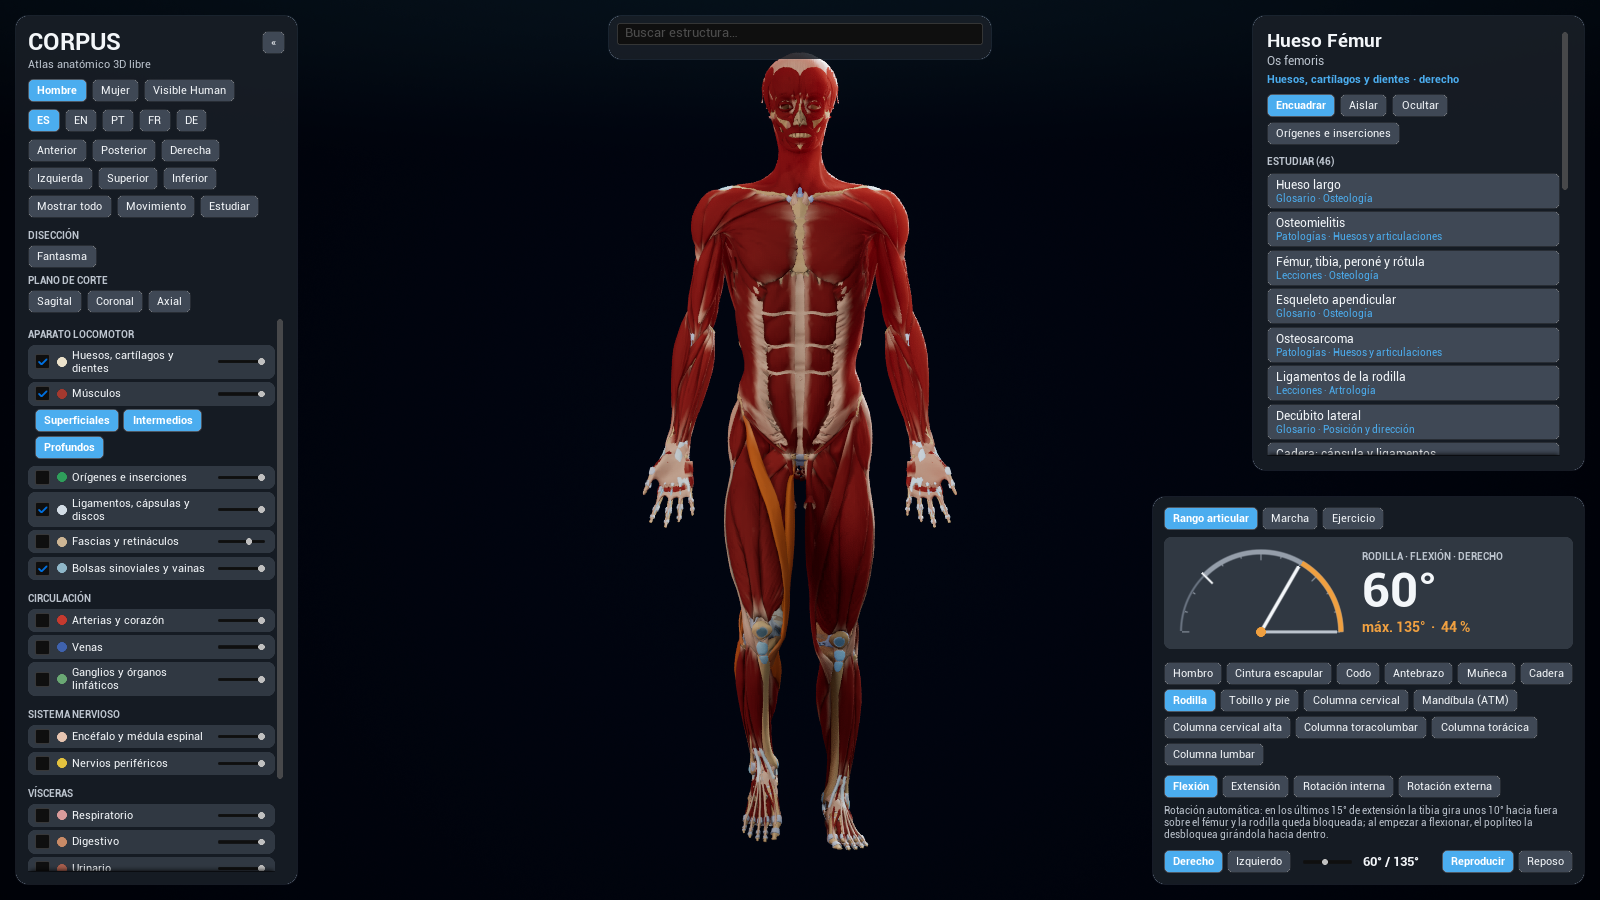 CORPUS
«
Atlas anatómico 3D libre
Hombre Mujer Visible Human
ES EN PT FR DE
Anterior Posterior Derecha
Izquierda Superior Inferior
Mostrar todo Movimiento Estudiar
DISECCIÓN
Fantasma
PLANO DE CORTE
Sagital Coronal Axial
APARATO LOCOMOTOR
Huesos, cartílagos y
dientes
Músculos
Superficiales Intermedios
Profundos
Orígenes e inserciones
Ligamentos, cápsulas y
discos
Fascias y retináculos
Bolsas sinoviales y vainas
CIRCULACIÓN
Arterias y corazón
Venas
Ganglios y órganos
linfáticos
SISTEMA NERVIOSO
Encéfalo y médula espinal
Nervios periféricos
VÍSCERAS
Respiratorio
Digestivo
Urinario
Buscar estructura...
Hueso Fémur
Os femoris
Huesos, cartílagos y dientes · derecho
Encuadrar Aislar Ocultar
Orígenes e inserciones
ESTUDIAR (46)
Hueso largo
Glosario · Osteología
Osteomielitis
Patologías · Huesos y articulaciones
Fémur, tibia, peroné y rótula
Lecciones · Osteología
Esqueleto apendicular
Glosario · Osteología
Osteosarcoma
Patologías · Huesos y articulaciones
Ligamentos de la rodilla
Lecciones · Artrología
Decúbito lateral
Glosario · Posición y dirección
Cadera: cápsula y ligamentos
Rango articular Marcha Ejercicio
RODILLA · FLEXIÓN · DERECHO
60°
máx. 135° · 44 %
Hombro Cintura escapular Codo Antebrazo Muñeca Cadera
Rodilla Tobillo y pie Columna cervical Mandíbula (ATM)
Columna cervical alta Columna toracolumbar Columna torácica
Columna lumbar
Flexión Extensión Rotación interna Rotación externa
Rotación automática: en los últimos 15° de extensión la tibia gira unos 10° hacia fuera
sobre el fémur y la rodilla queda bloqueada; al empezar a flexionar, el poplíteo la
desbloquea girándola hacia dentro.
Derecho Izquierdo 60° / 135° Reproducir Reposo